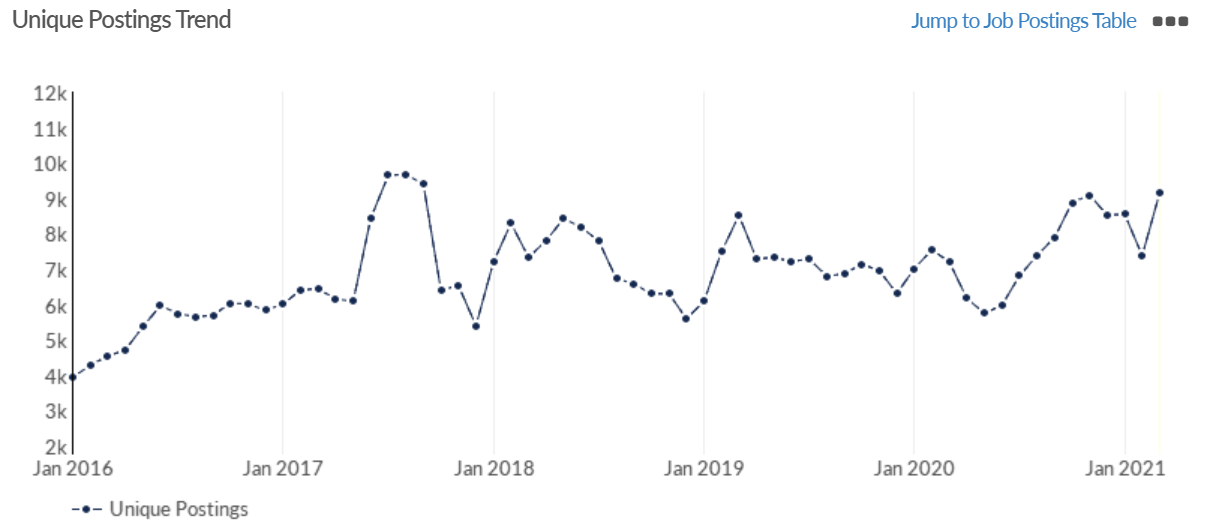 Unique Postings Trend
Jump to Job Postings Table
12k
11k
10k
9k
8k
7k
6k
5k
4k
3k
2k
Jan 2016 Jan 2017 Jan 2018 Jan 2019 Jan 2020 Jan 2021
Unique Postings